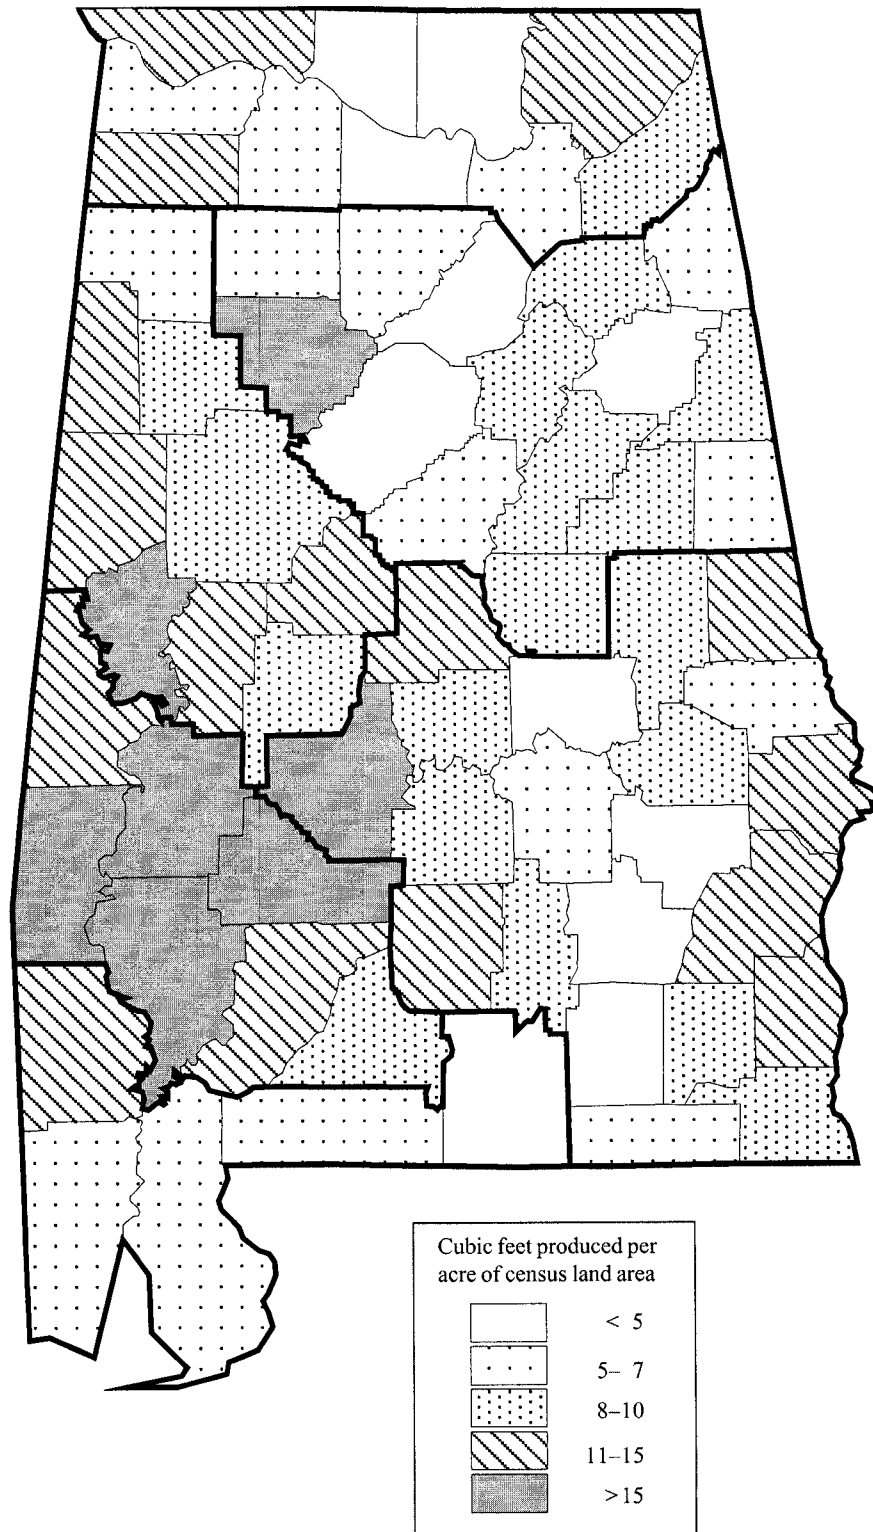 Cubic feet produced per
acre of census land area
< 5
5– 7
8–10
11–15
>15